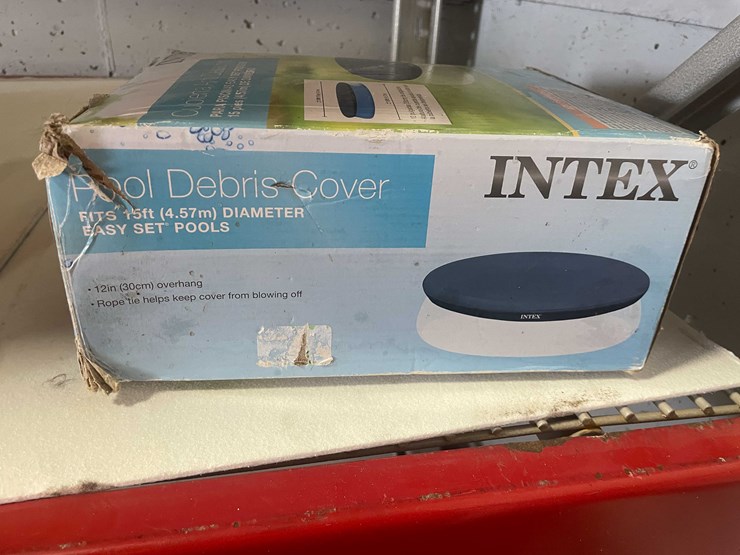 Pool Debris Cover
FITS 15ft (4.57m) DIAMETER
EASY SET POOLS
INTEX®
• 12in (30cm) overhang
• Rope tie helps keep cover from blowing off
INTEX